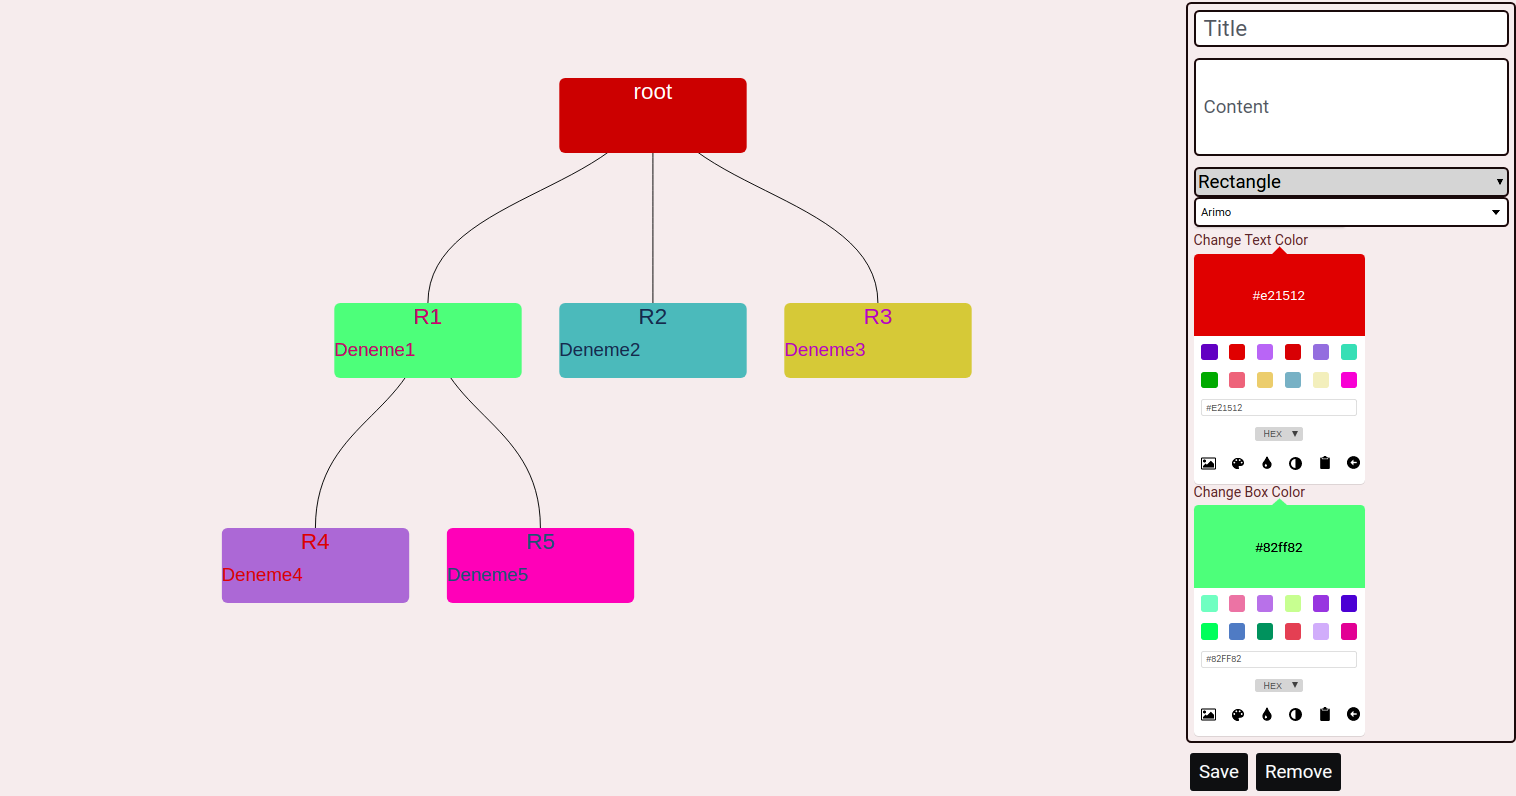 root
R1
Deneme1
R2
Deneme2
R3
Deneme3
R4
Deneme4
R5
Deneme5
Title
Content
Rectangle
Arimo
Change Text Color
#e21512
#E21512
HEX
Change Box Color
#82ff82
#82FF82
HEX
Save Remove